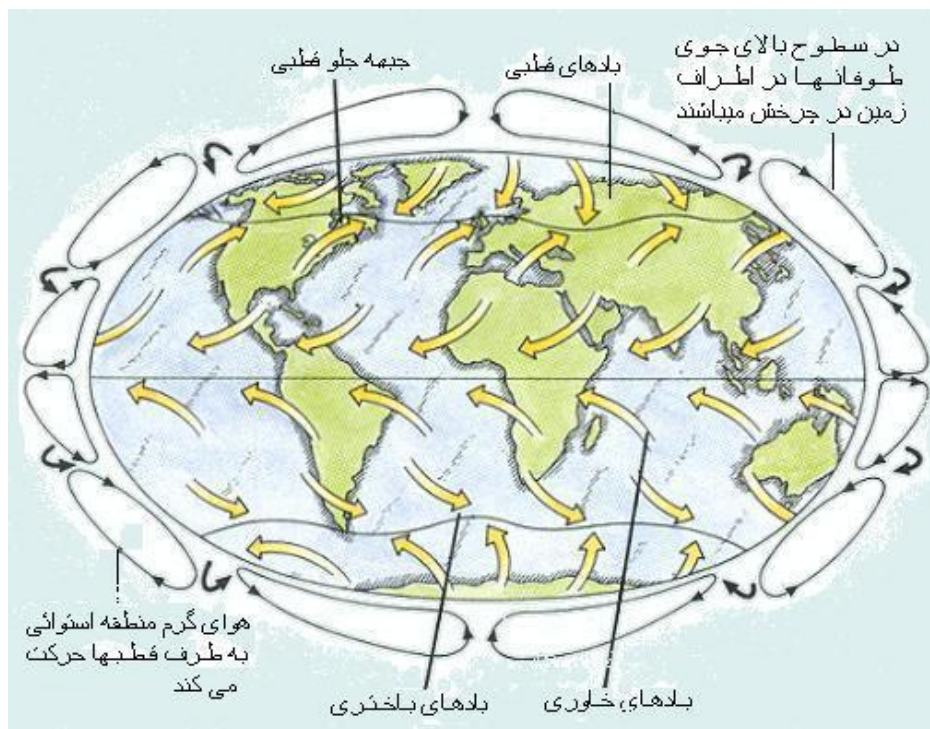 در سطوح بالای جوی
طوفانها در اطراف
زمین در چرخش میباشند
بادهای قطبی
جبهه جلو قطبی
هوای گرم منطقه استوائی
به طرف قطبها حرکت
می کند
بادهای باختری
بادهای خاوری